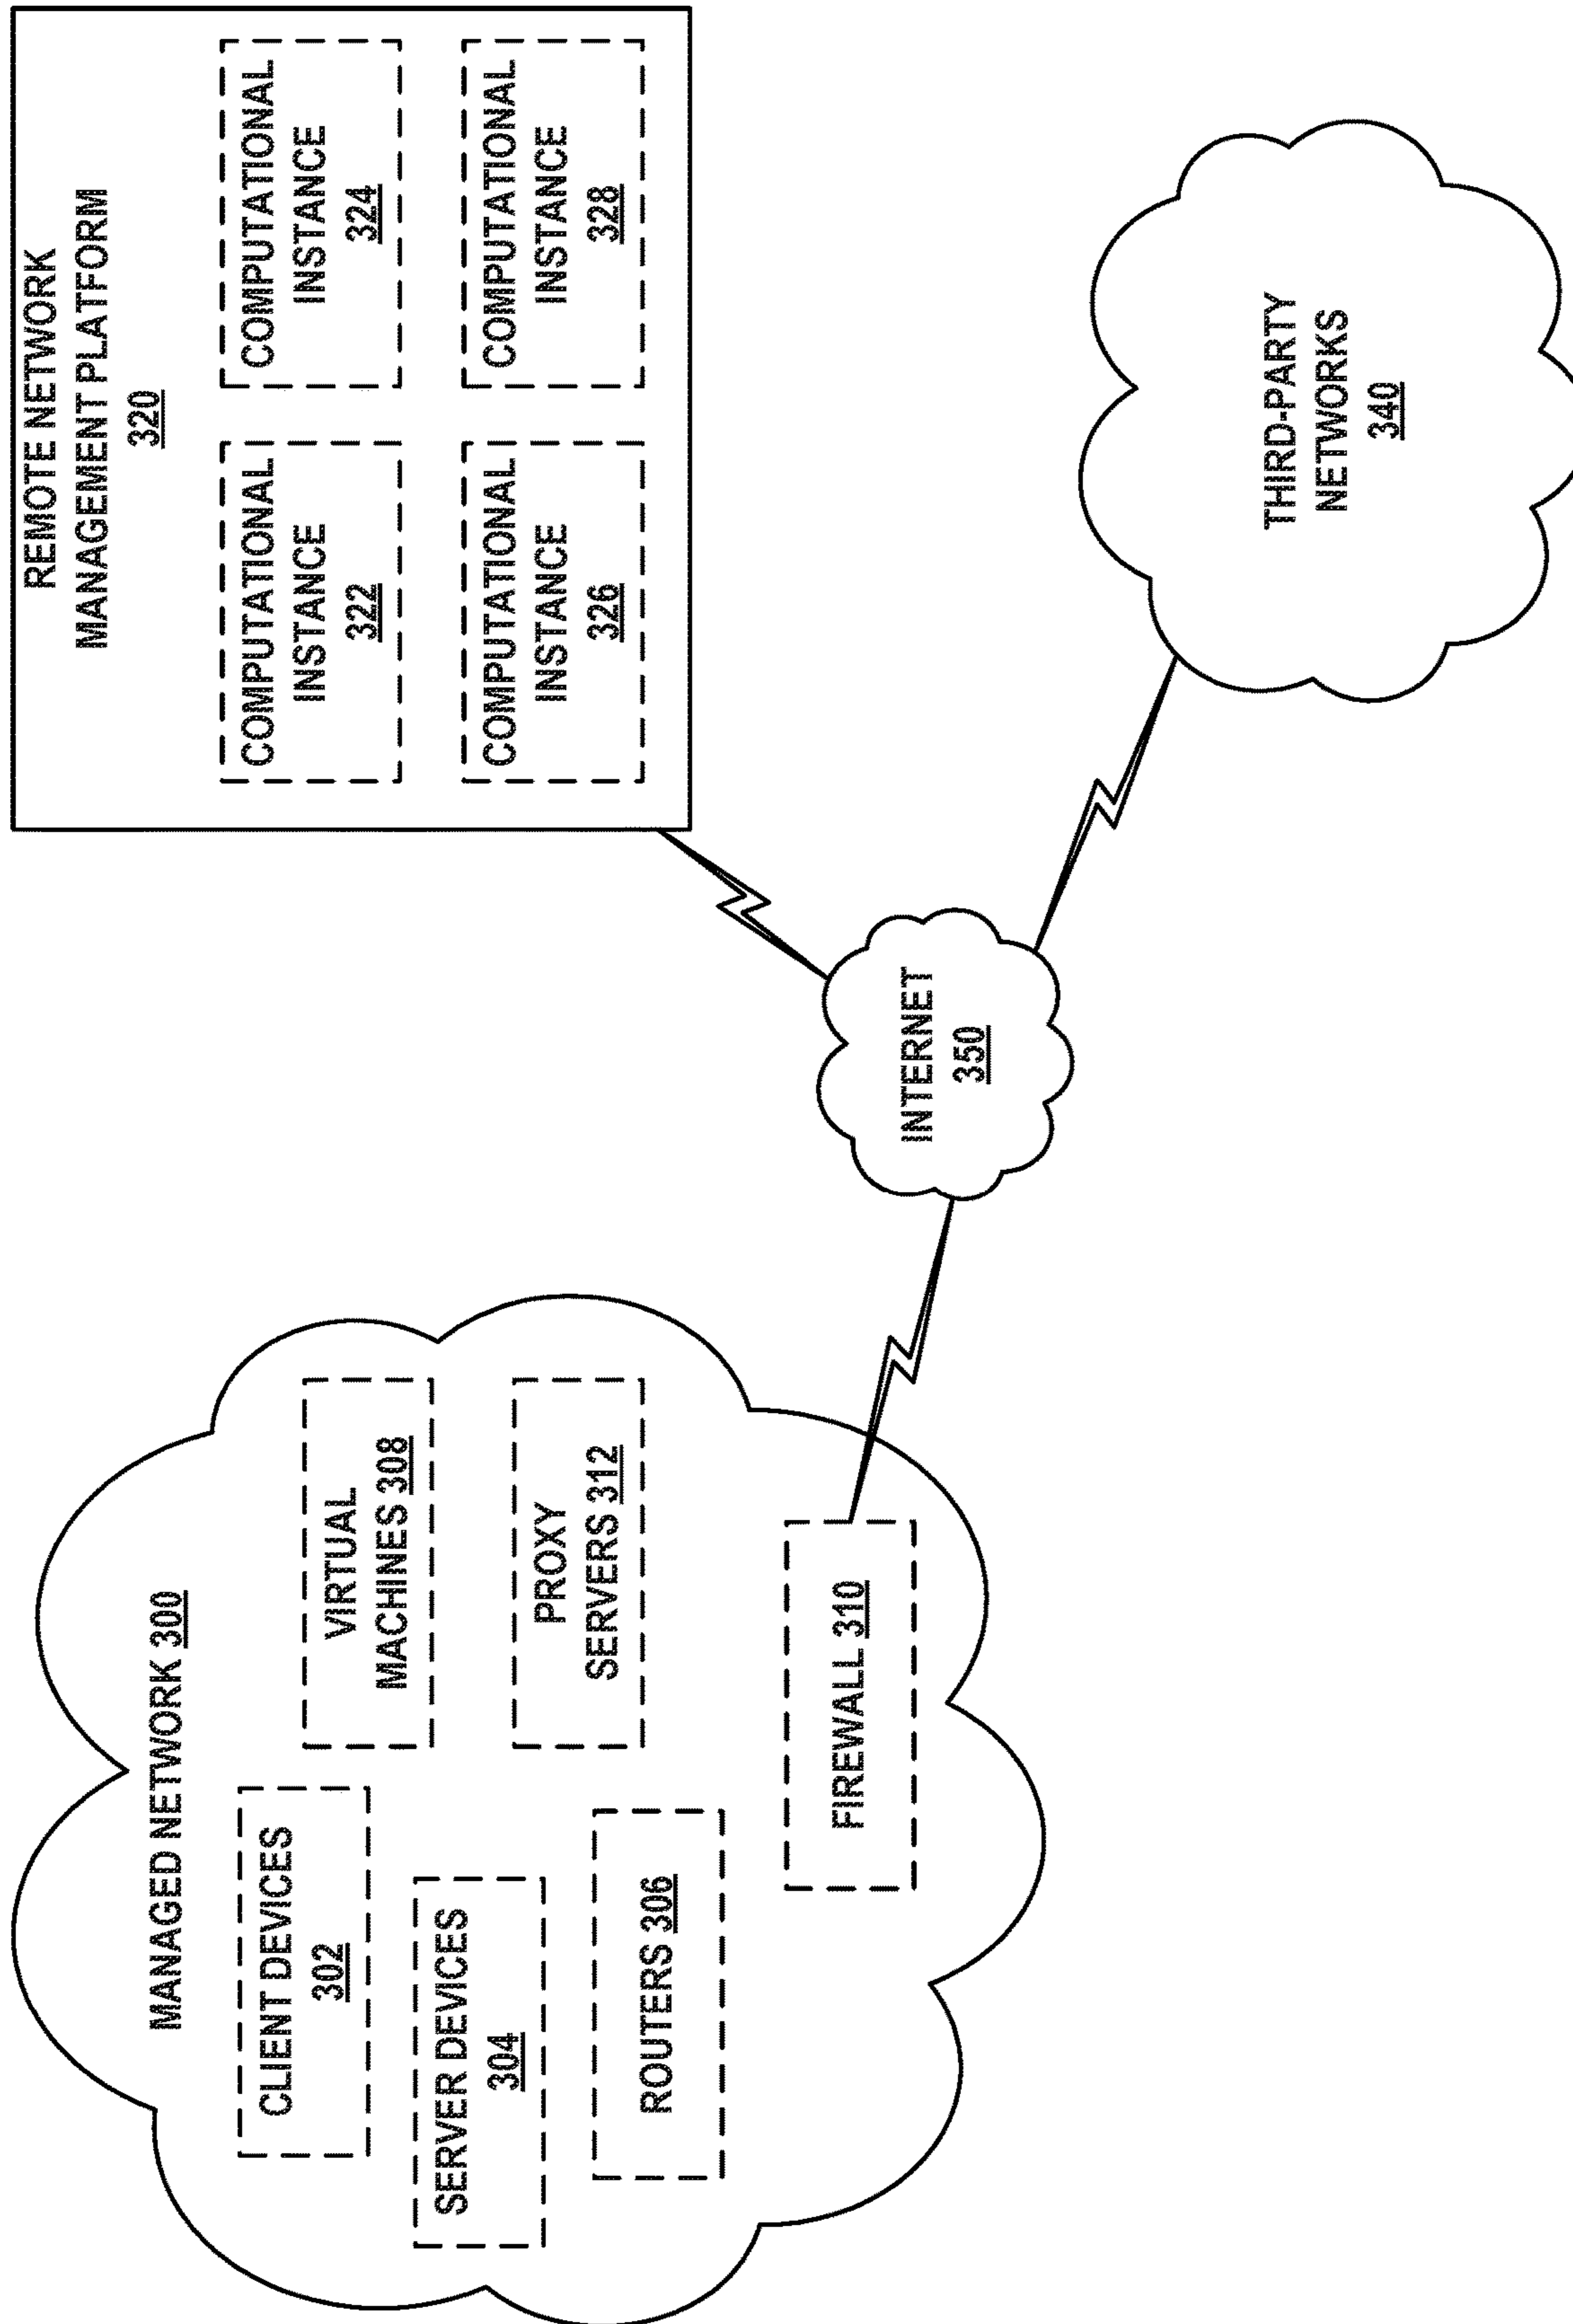 MANAGED NETWORK 300
CLIENT DEVICES
302
SERVER DEVICES
304
ROUTERS 306
VIRTUAL
MACHINES 308
PROXY
SERVERS 312
FIREWALL 310
INTERNET
350
REMOTE NETWORK
MANAGEMENT PLATFORM
320
COMPUTATIONAL
INSTANCE
322
COMPUTATIONAL
INSTANCE
324
COMPUTATIONAL
INSTANCE
326
COMPUTATIONAL
INSTANCE
328
THIRD-PARTY
NETWORKS
340